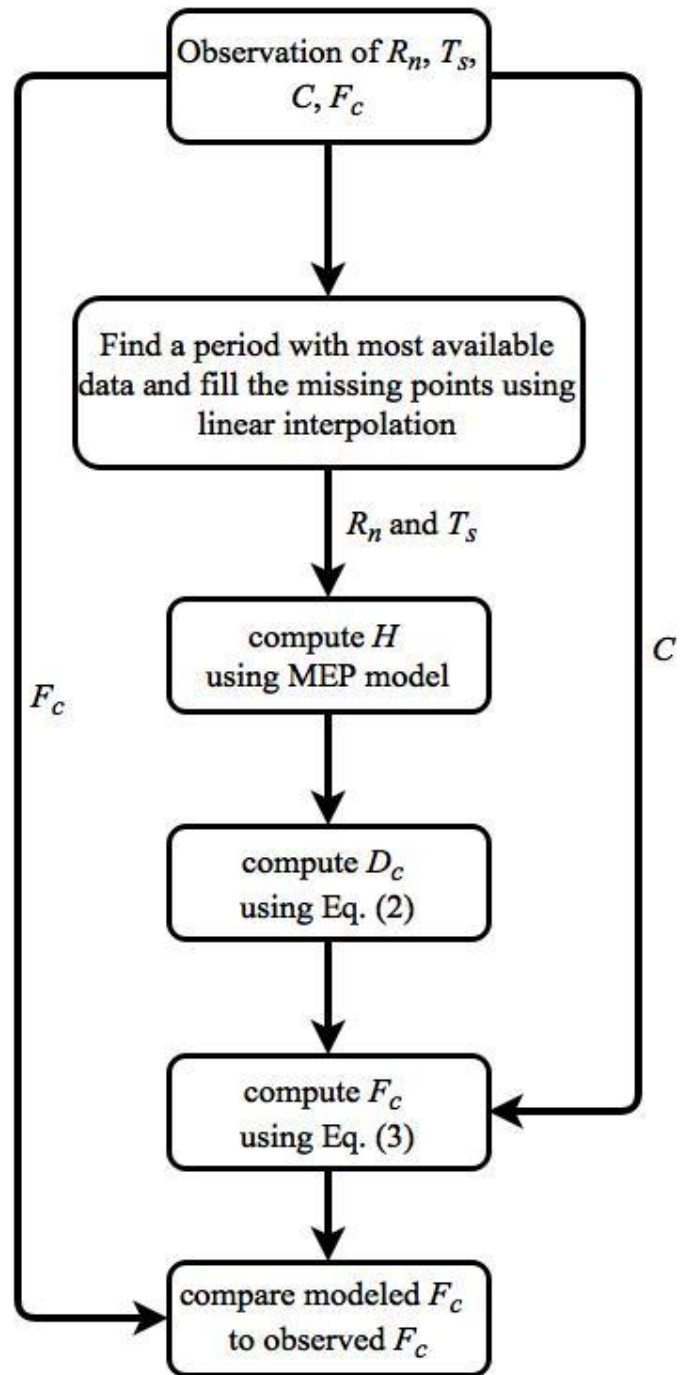 Observation of Rn, Ts,
C, Fc
Find a period with most available
data and fill the missing points using
linear interpolation
Rn and Ts
compute H
using MEP model
C
Fc
compute Dc
using Eq. (2)
compute Fc
using Eq. (3)
compare modeled Fc
to observed Fc